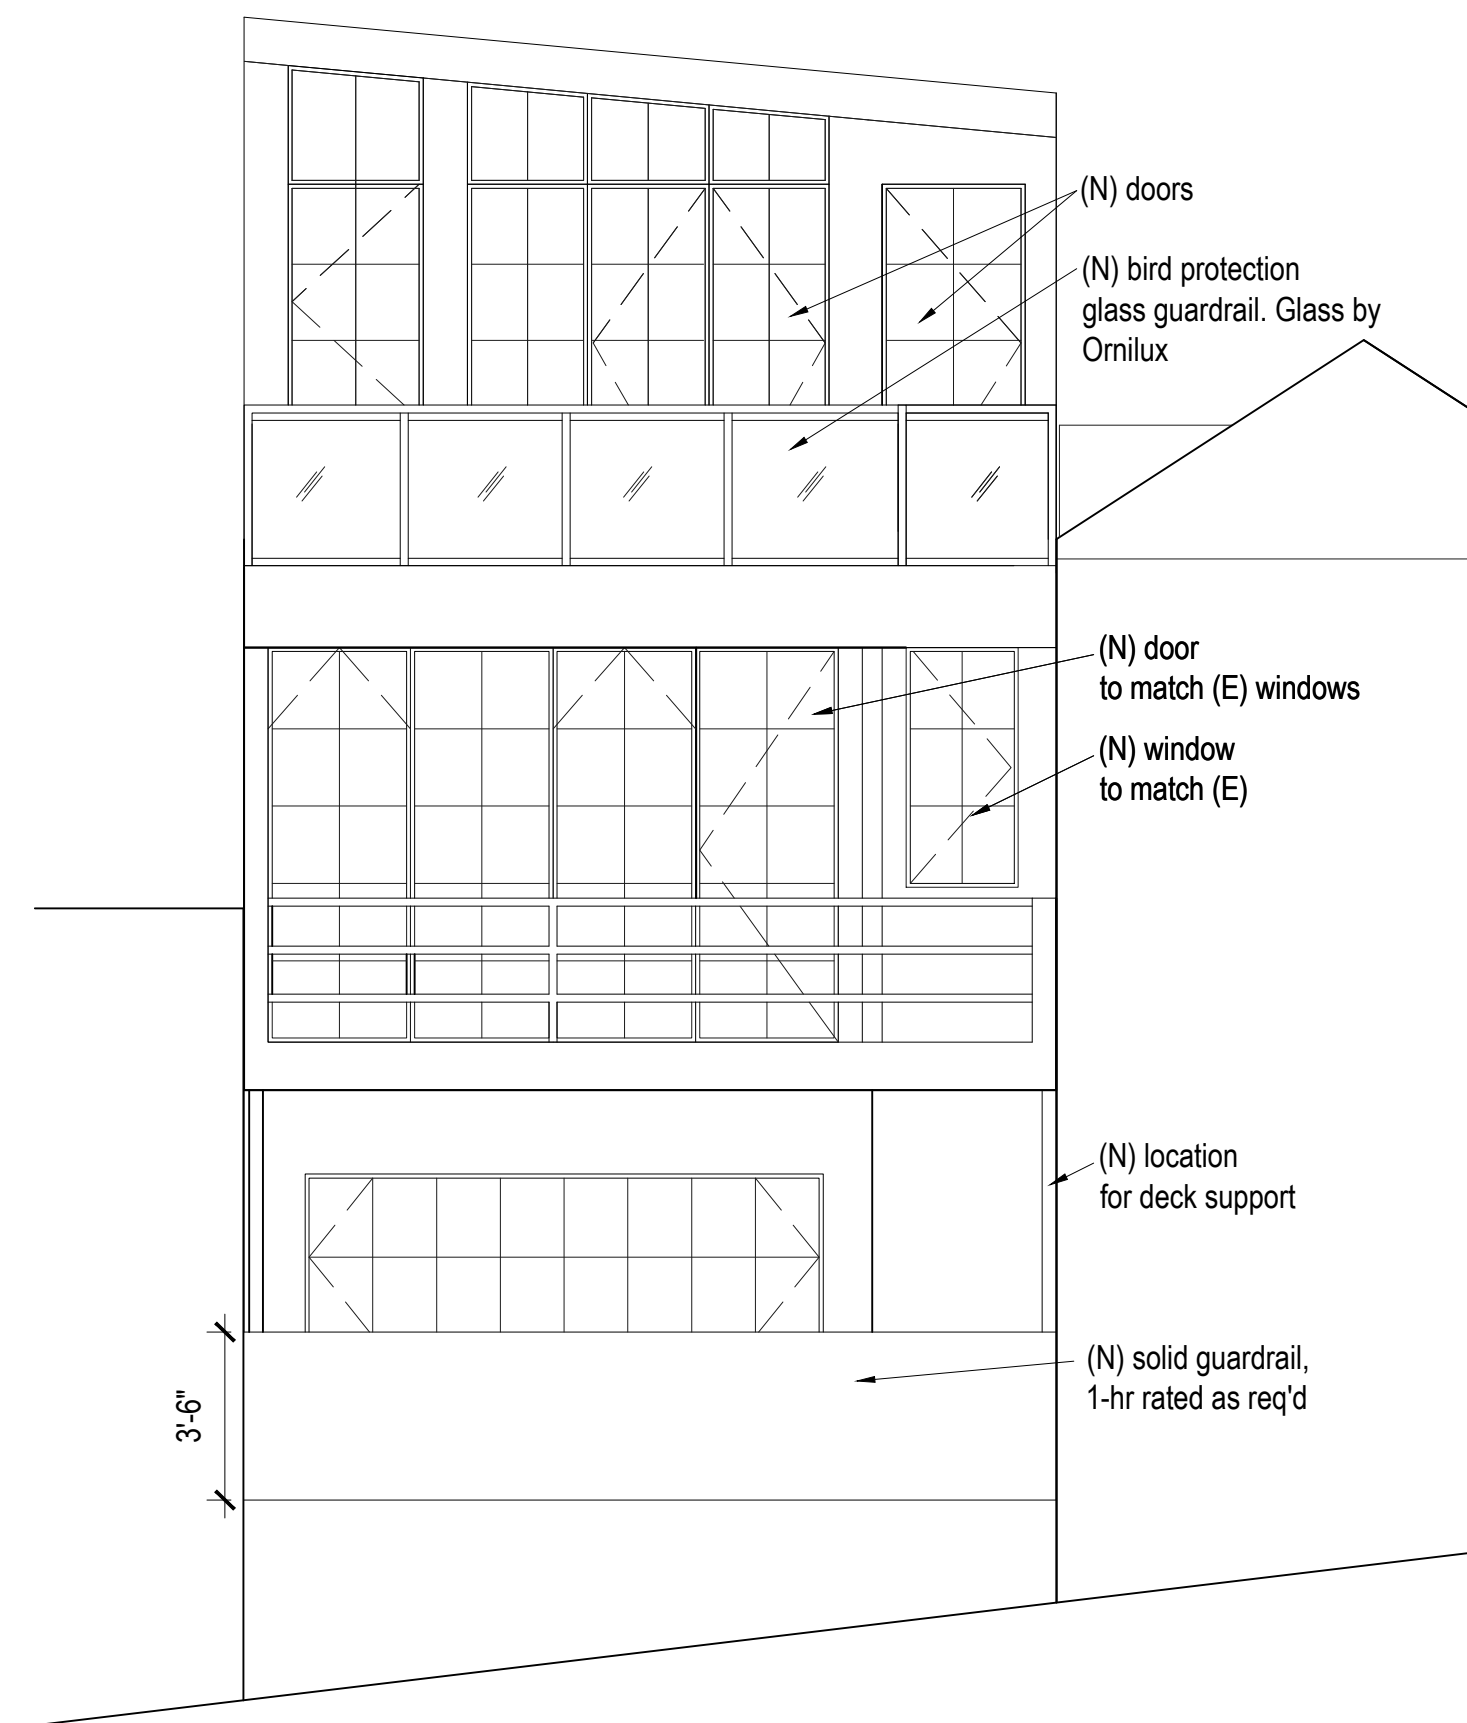 (N) doors
(N) bird protection
glass guardrail. Glass by
Ornilux
(N) door
to match (E) windows
(N) window
to match (E)
(N) location
for deck support
(N) solid guardrail,
1-hr rated as req'd
3'-6"